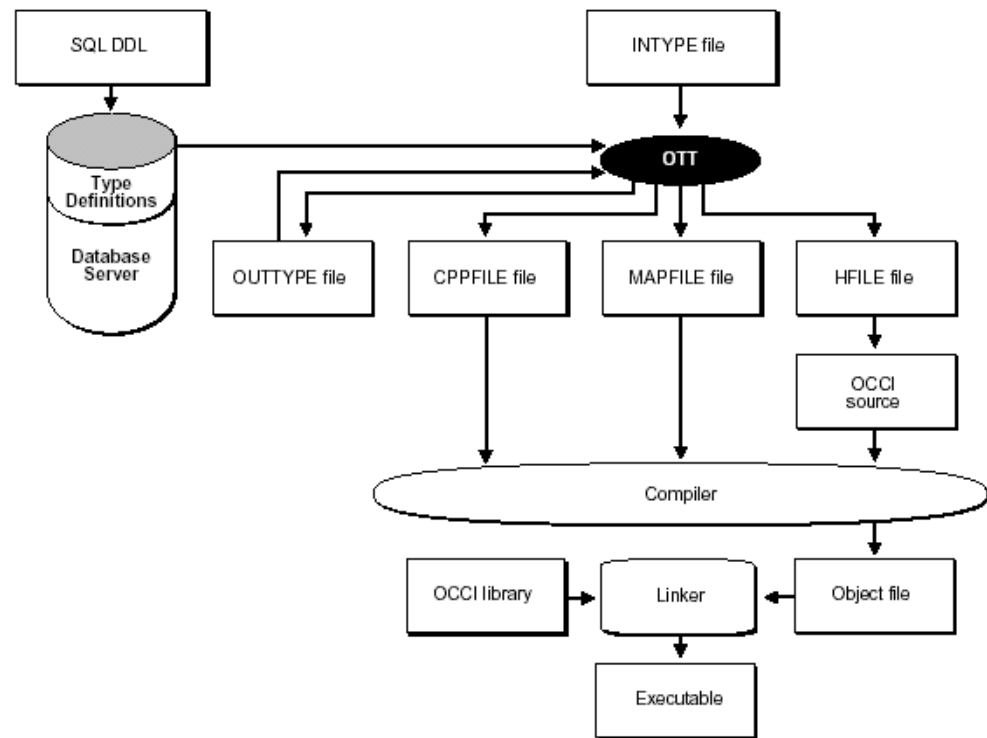 SQL DDL
INTYPE file
OTT
Type
Definitions
Database
Server
OUTTYPE file
CPPFILE file
MAPFILE file
HFILE file
OCCI
source
Compiler
OCCI library
Linker
Object file
Executable